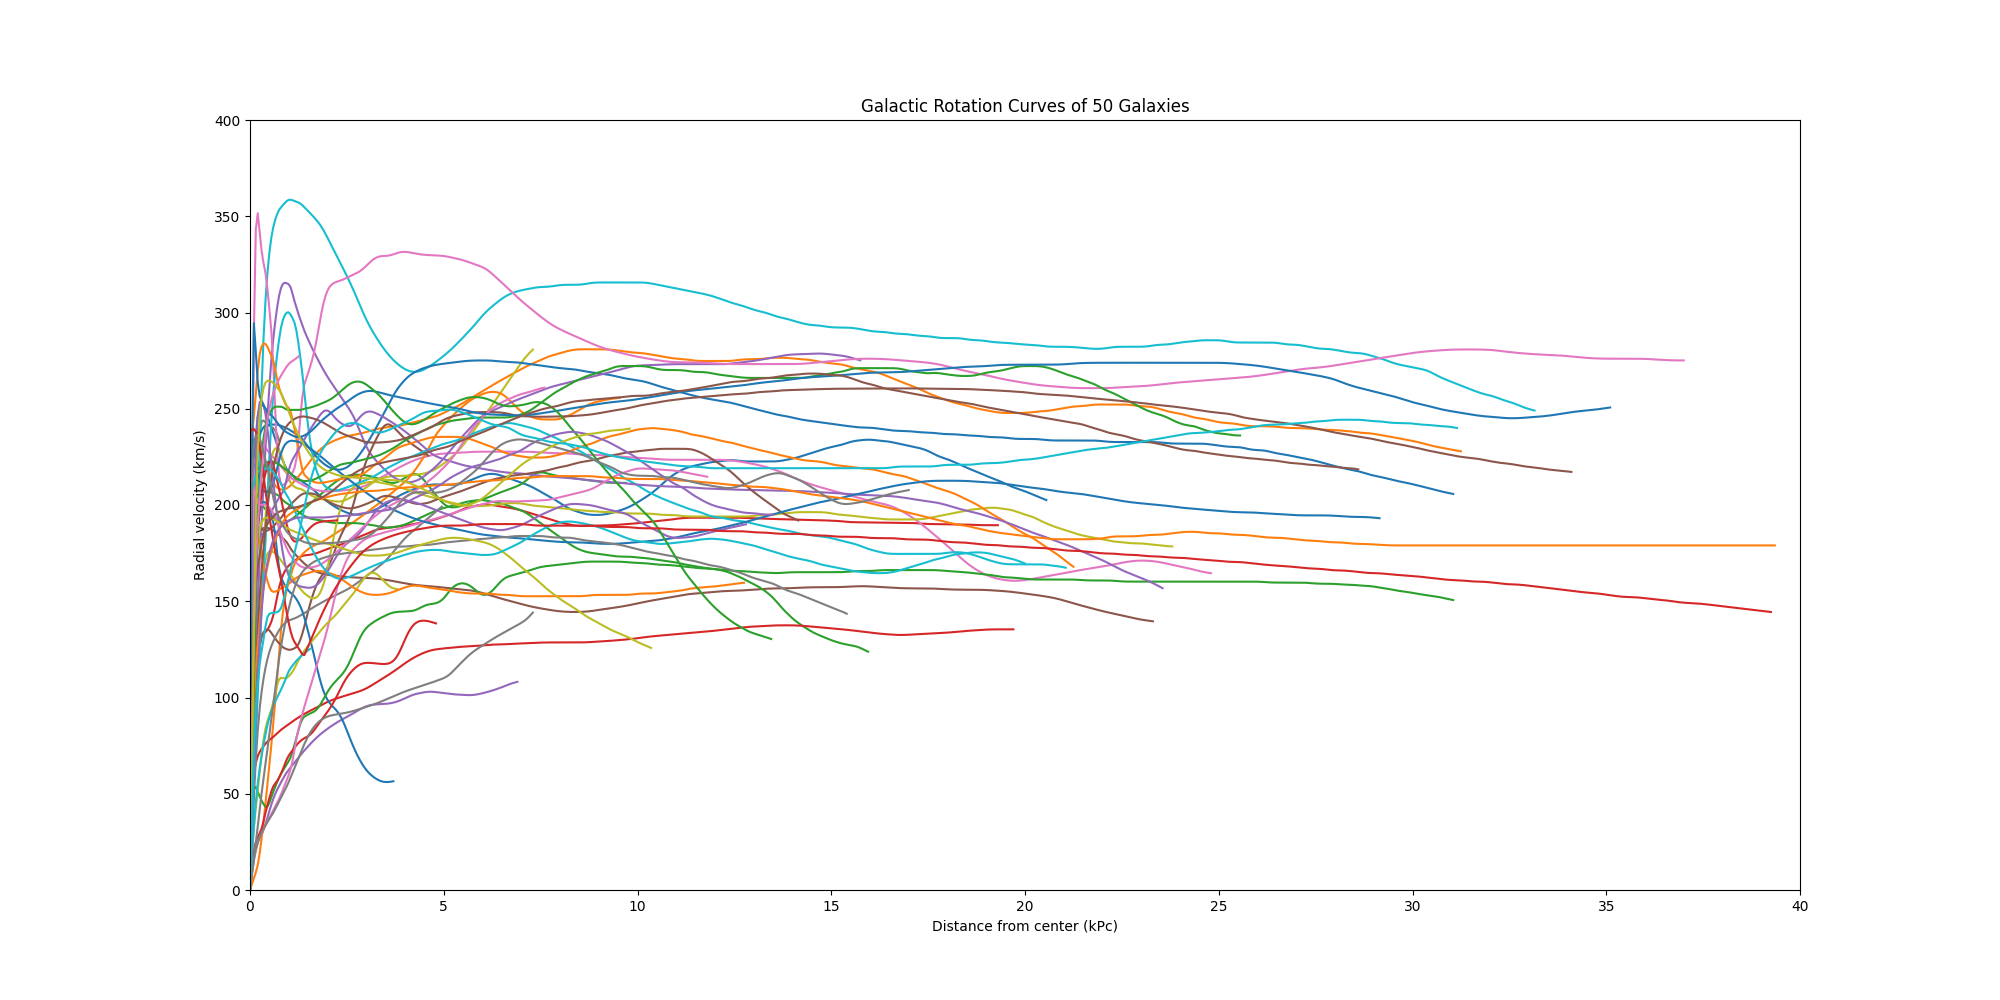 Galactic Rotation Curves of 50 Galaxies
400
350
300
250
200
150
100
50
0
Radial velocity (km/s)
0 5 10 15 20 25 30 35 40
Distance from center (kPc)